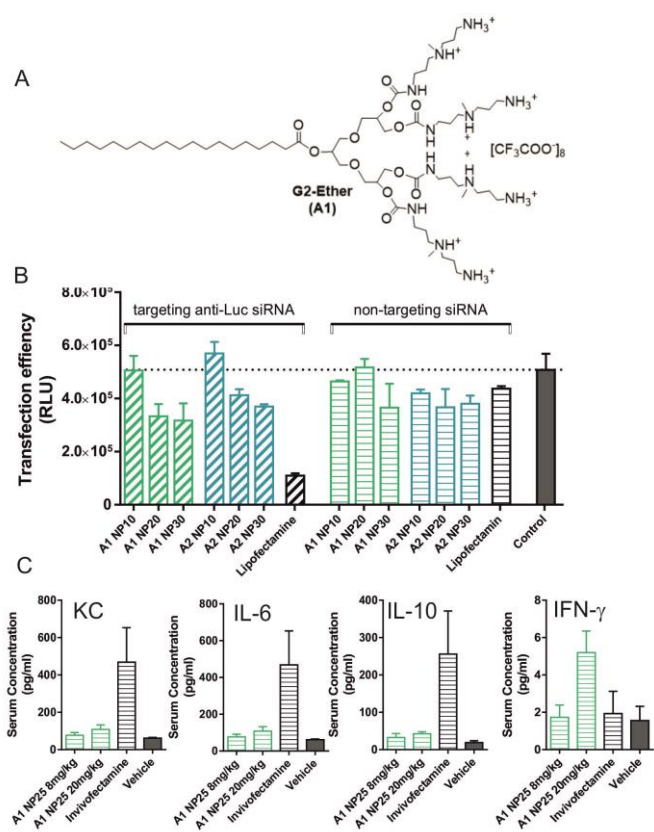 A
NH3+
NH+
O
O
N
H
O
O
O
N
H
N
H
+
NH3+
O
O
O
+
[CF3COO-]8
G2-Ether
(A1)
O
O
O
H
N
H
N
NH3+
O
O
N
H
NH+
NH3+
B
8.0×10⁵
targeting anti-Luc siRNA
non-targeting siRNA
6.0×10⁵
4.0×10⁵
2.0×10⁵
0
Transfection effiency
(RLU)
A1 NP10
A1 NP20
A1 NP30
A2 NP10
A2 NP20
A2 NP30
Lipofectamine
A1 NP10
A1 NP20
A1 NP30
A2 NP10
A2 NP20
A2 NP30
Lipofectamin
Control
C
KC
Serum Concentration
(pg/ml)
800
600
400
200
0
A1 NP25 8mg/kg
A1 NP25 20mg/kg
Invivofectamine
Vehicle
IL-6
Serum Concentration
(pg/ml)
800
600
400
200
0
A1 NP25 8mg/kg
A1 NP25 20mg/kg
Invivofectamine
Vehicle
IL-10
Serum Concentration
(pg/ml)
400
300
200
100
0
A1 NP25 8mg/kg
A1 NP25 20mg/kg
Invivofectamine
Vehicle
IFN-γ
Serum Concentration
(pg/ml)
8
6
4
2
0
A1 NP25 8mg/kg
A1 NP25 20mg/kg
Invivofectamine
Vehicle